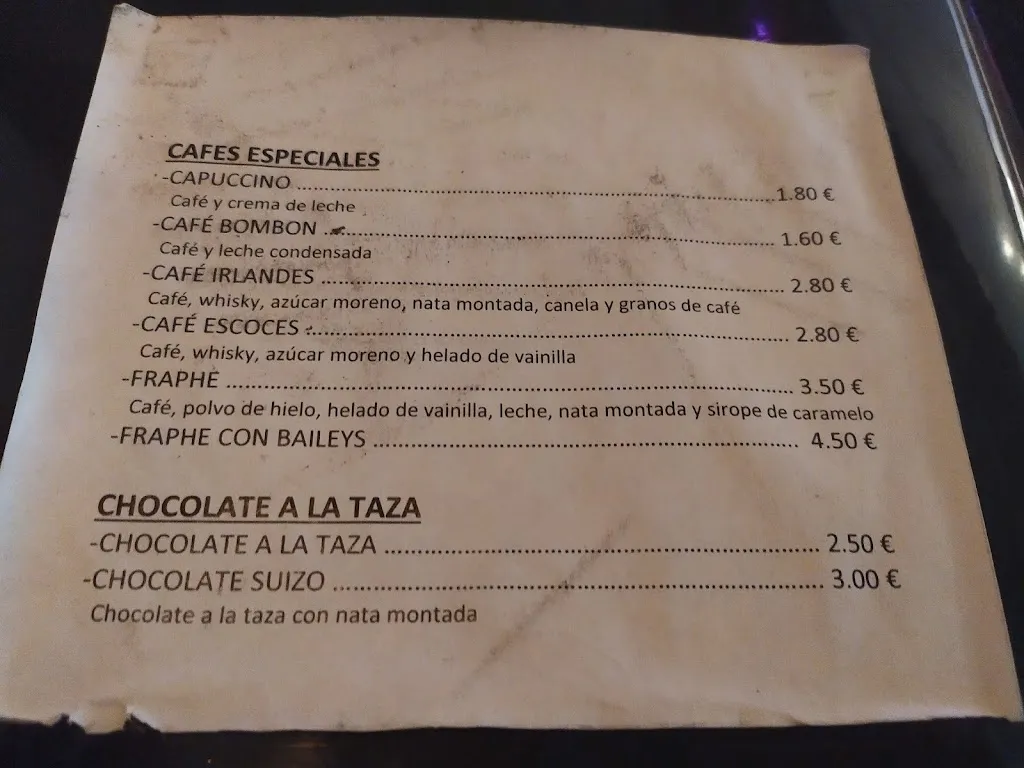 CAFES ESPECIALES
-CAPUCCINO ........................ 1.80 €
Café y crema de leche
-CAFÉ BOMBON ........................ 1.60 €
Café y leche condensada
-CAFÉ IRLANDES ........................ 2.80 €
Café, whisky, azúcar moreno, nata montada, canela y granos de café
-CAFÉ ESCOCES ........................ 2.80 €
Café, whisky, azúcar moreno y helado de vainilla
-FRAPHE ........................ 3.50 €
Café, polvo de hielo, helado de vainilla, leche, nata montada y sirope de caramelo
-FRAPHE CON BAILEYS ........................ 4.50 €
CHOCOLATE A LA TAZA
-CHOCOLATE A LA TAZA ........................ 2.50 €
-CHOCOLATE SUIZO ........................ 3.00 €
Chocolate a la taza con nata montada